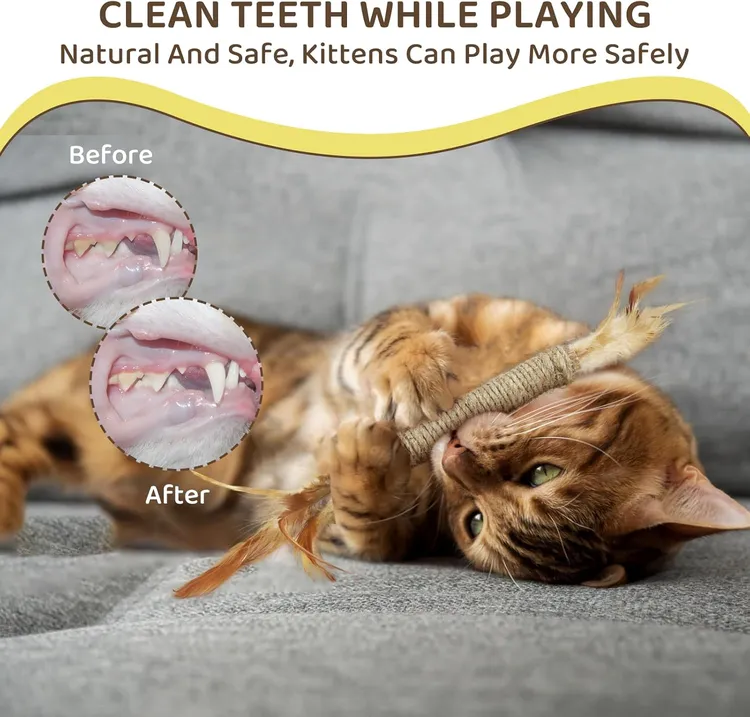 CLEAN TEETH WHILE PLAYING
Natural And Safe, Kittens Can Play More Safely
Before
After